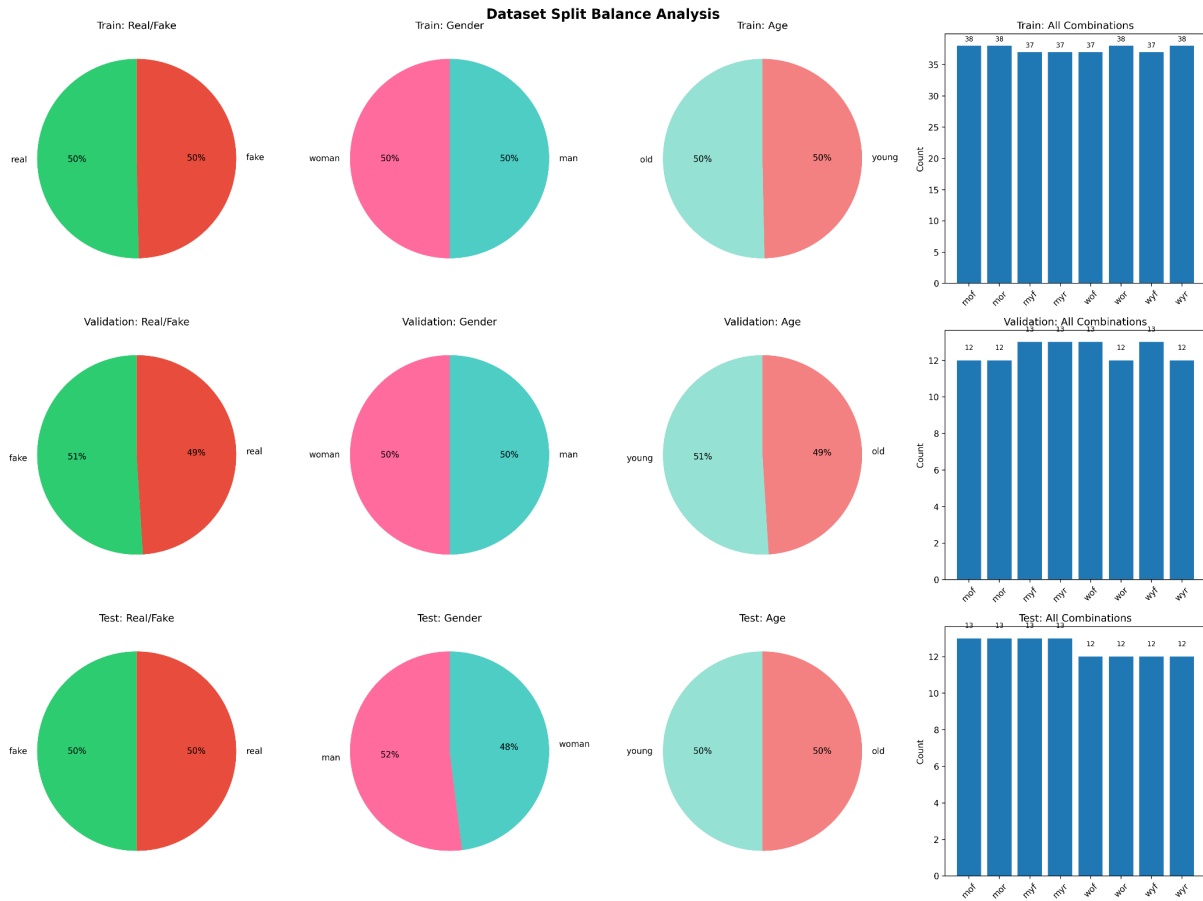 Dataset Split Balance Analysis
Train: Real/Fake
real
50%
50%
fake
Train: Gender
woman
50%
50%
man
Train: Age
old
50%
50%
young
Train: All Combinations
Count
35
30
25
20
15
10
5
0
38
38
37
37
37
38
37
38
mof
mor
myf
myr
wof
wor
wyf
wyr
Validation: Real/Fake
fake
51%
49%
real
Validation: Gender
woman
50%
50%
man
Validation: Age
young
51%
49%
old
Validation: All Combinations
Count
12
10
8
6
4
2
0
12
12
13
13
13
12
13
12
mof
mor
myf
myr
wof
wor
wyf
wyr
Test: Real/Fake
fake
50%
50%
real
Test: Gender
man
52%
48%
woman
Test: Age
young
50%
50%
old
Test: All Combinations
Count
12
10
8
6
4
2
0
13
13
13
13
12
12
12
12
mof
mor
myf
myr
wof
wor
wyf
wyr